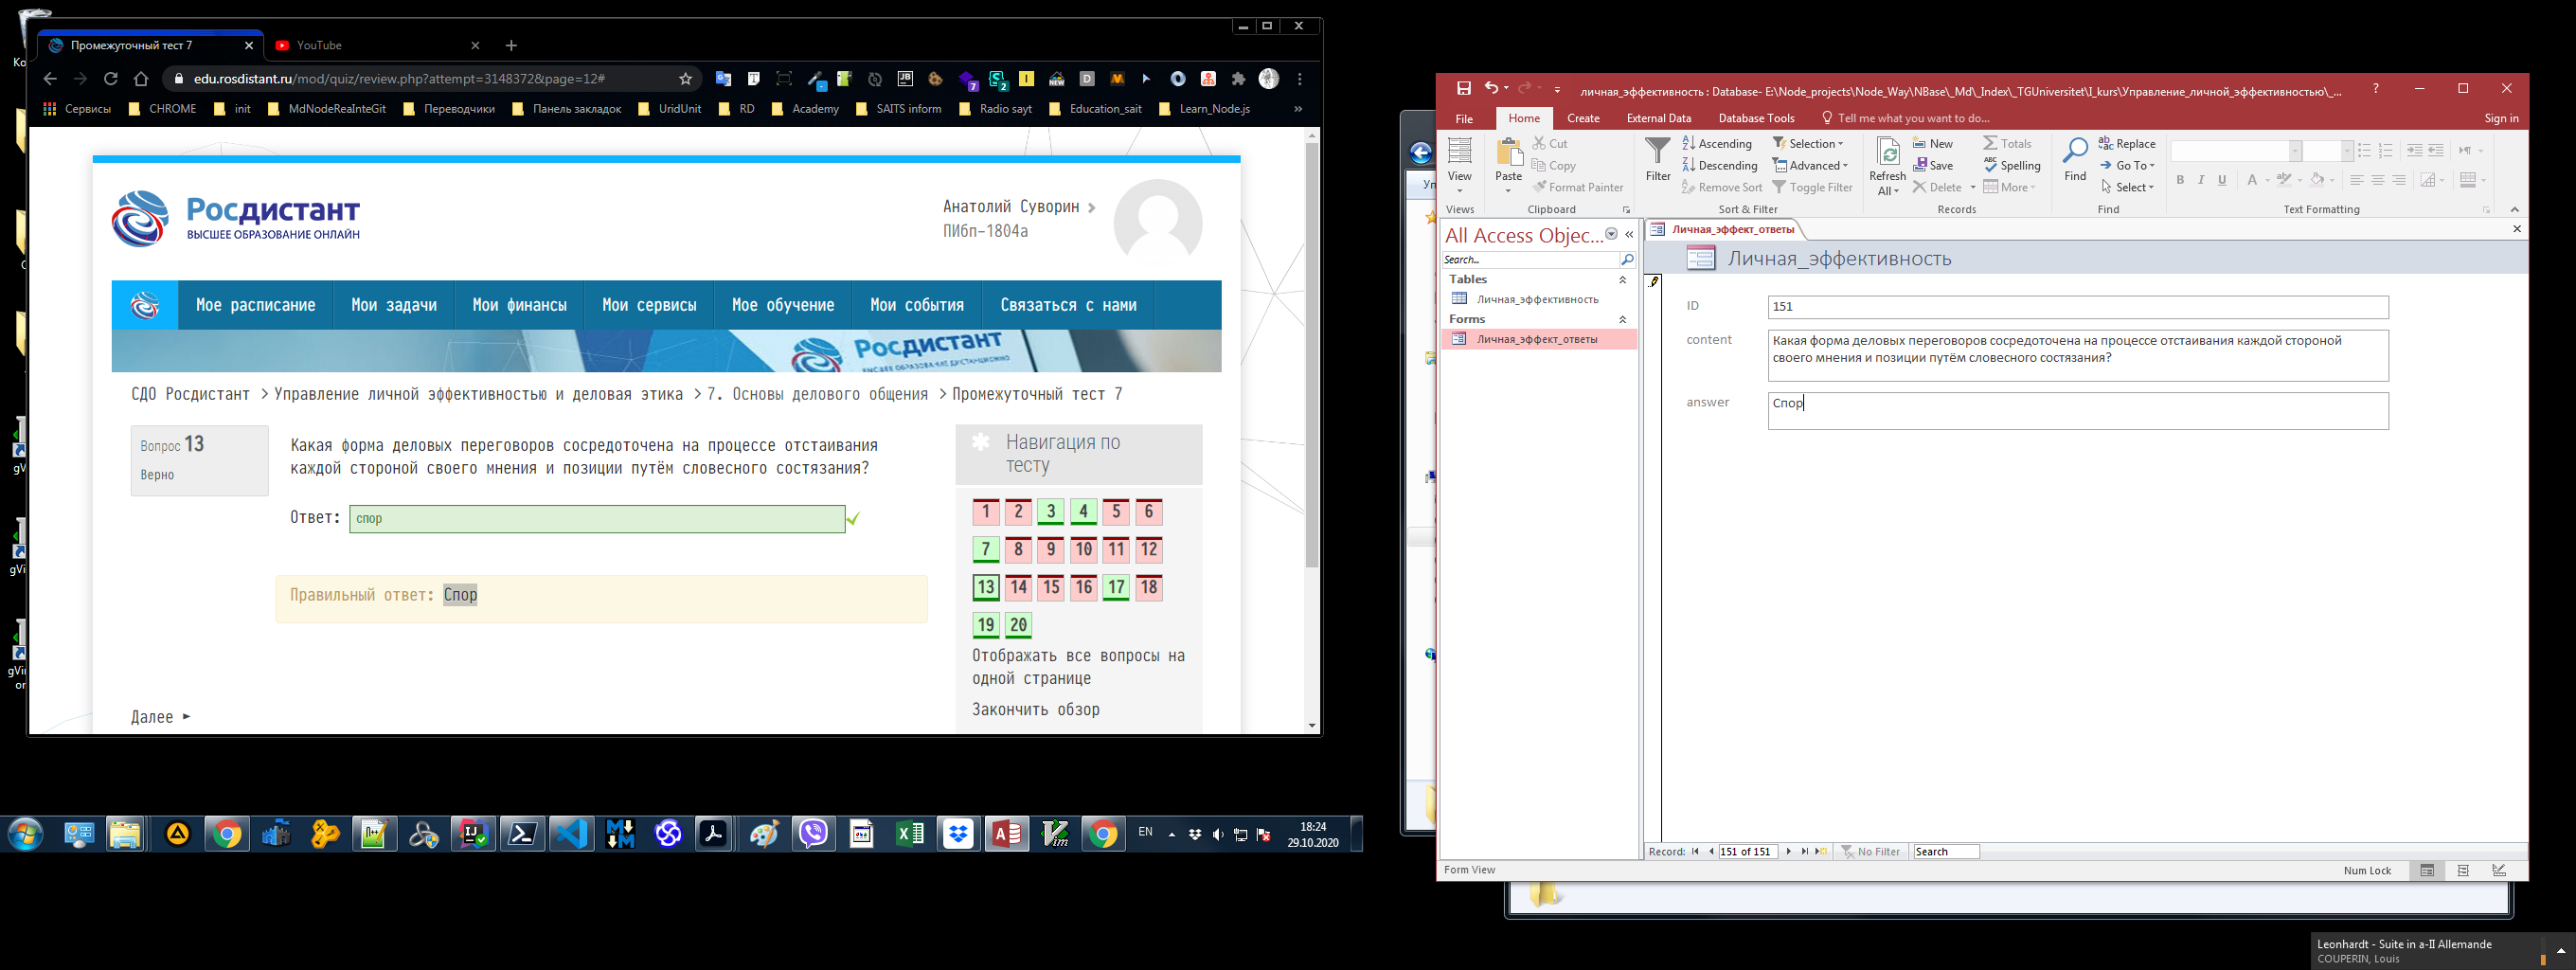 Промежуточный тест 7
YouTube
edu.rosdistant.ru/mod/quiz/review.php?attempt=3148372&page=12#
Сервисы
CHROME
init
MdNodeReaInteGit
Переводчики
Панель закладок
UridUnit
RD
Academy
SAITS inform
Radio sayt
Education_sait
Learn_Node.js
Росдистант
ВЫСШЕЕ ОБРАЗОВАНИЕ ОНЛАЙН
Анатолий Суворин
ПИбп-1804а
Мое расписание
Мои задачи
Мои финансы
Мои сервисы
Мое обучение
Мои события
Связаться с нами
Росдистант
СДО Росдистант > Управление личной эффективностью и деловая этика > 7. Основы делового общения > Промежуточный тест 7
Вопрос 13
Верно
Какая форма деловых переговоров сосредоточена на процессе отстаивания
каждой стороной своего мнения и позиции путём словесного состязания?
Ответ: спор
Правильный ответ: Спор
Далее ►
Навигация по
тесту
1 2 3 4 5 6
7 8 9 10 11 12
13 14 15 16 17 18
19 20
Отображать все вопросы на
одной странице
Закончить обзор
EN
18:24
29.10.2020
личная_эффективность : Database- E:\Node_projects\Node_Way\NBase\_Md\_Index\_TGUniversitet\I_kurs\Управление_личной_эффективностью\_...
File
Home
Create
External Data
Database Tools
Tell me what you want to do...
Sign in
View
Views
Paste
Cut
Copy
Format Painter
Clipboard
Filter
Ascending
Descending
Remove Sort
Selection
Advanced
Toggle Filter
Sort & Filter
Refresh
All
New
Save
Delete
Totals
Spelling
More
Records
Find
Replace
Go To
Select
Find
Text Formatting
All Access Objec...
Search...
Tables
Личная_эффективность
Forms
Личная_эффект_ответы
Личная_эффект_ответы
Личная_эффективность
ID
151
content
Какая форма деловых переговоров сосредоточена на процессе отстаивания каждой стороной
своего мнения и позиции путём словесного состязания?
answer
Спор
Record:
151 of 151
No Filter
Search
Form View
Num Lock
Leonhardt - Suite in a-II Allemande
COUPERIN, Louis